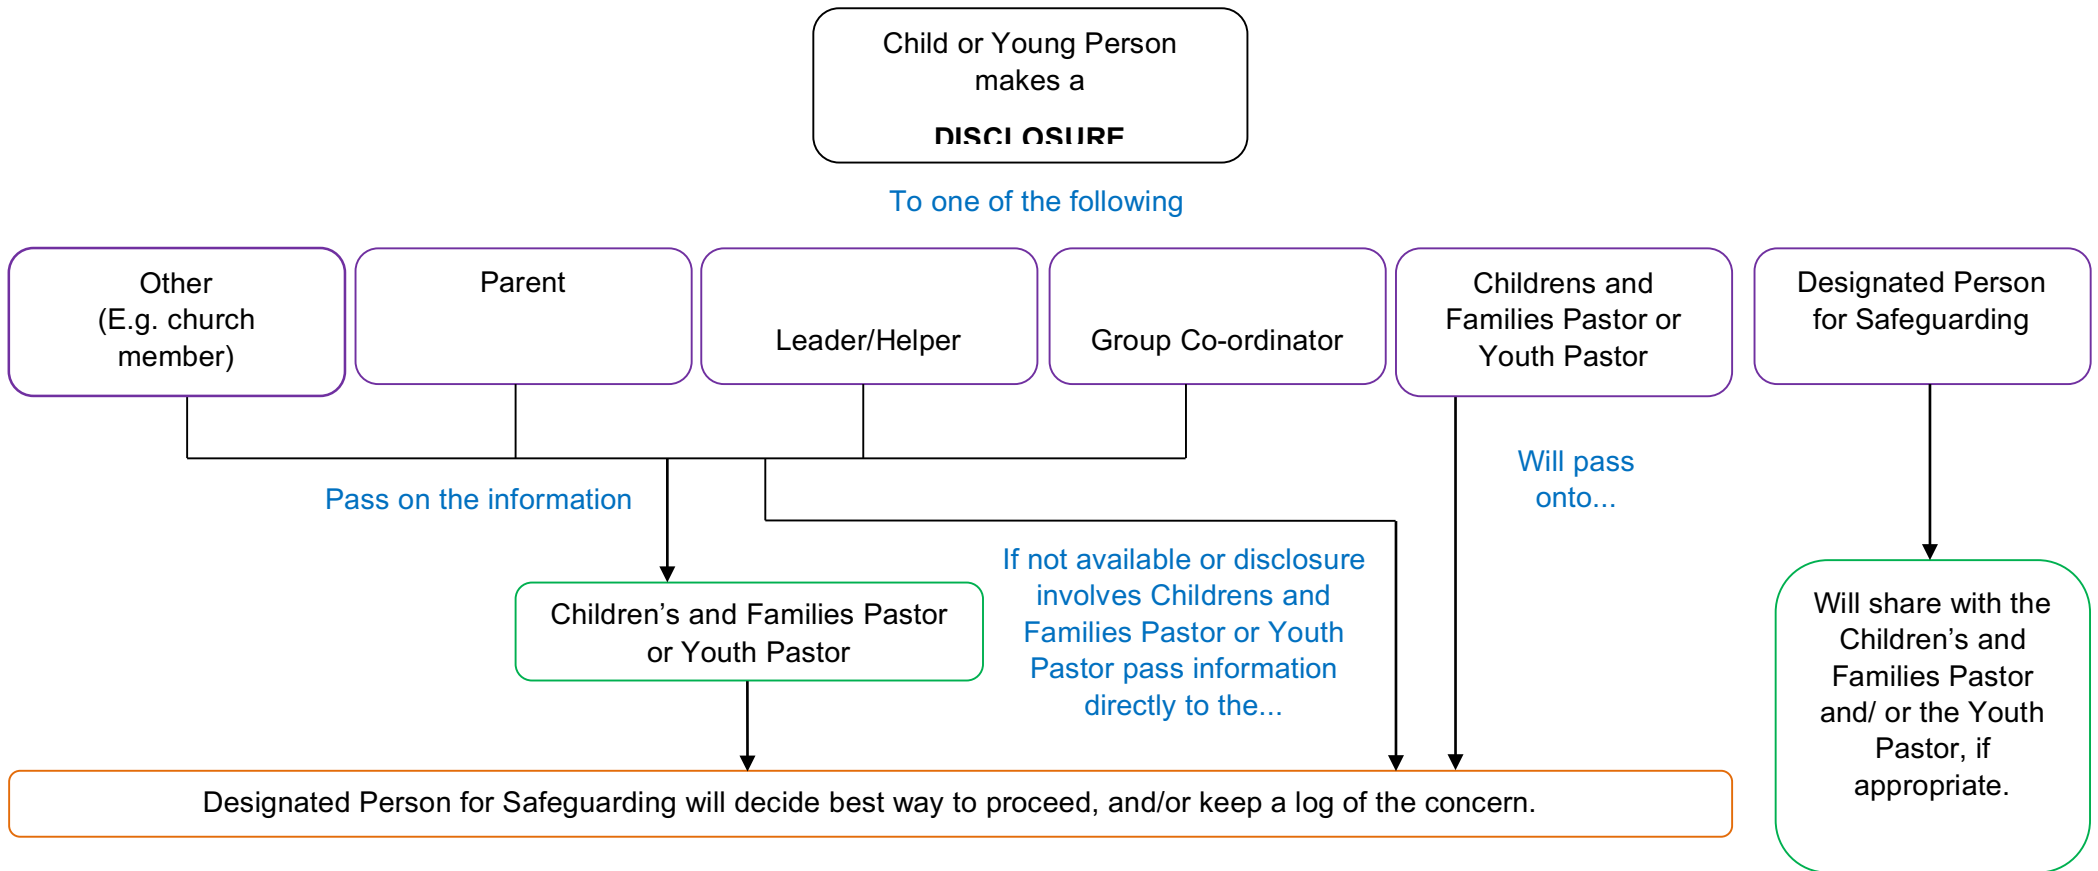 Child or Young Person
makes a
DISCLOSURE
To one of the following
Other
(E.g. church
member)
Parent
Leader/Helper
Group Co-ordinator
Childrens and
Families Pastor or
Youth Pastor
Designated Person
for Safeguarding
Pass on the information
Will pass
onto...
If not available or disclosure
involves Childrens and
Families Pastor or Youth
Pastor pass information
directly to the...
Children’s and Families Pastor
or Youth Pastor
Will share with the
Children’s and
Families Pastor
and/ or the Youth
Pastor, if
appropriate.
Designated Person for Safeguarding will decide best way to proceed, and/or keep a log of the concern.